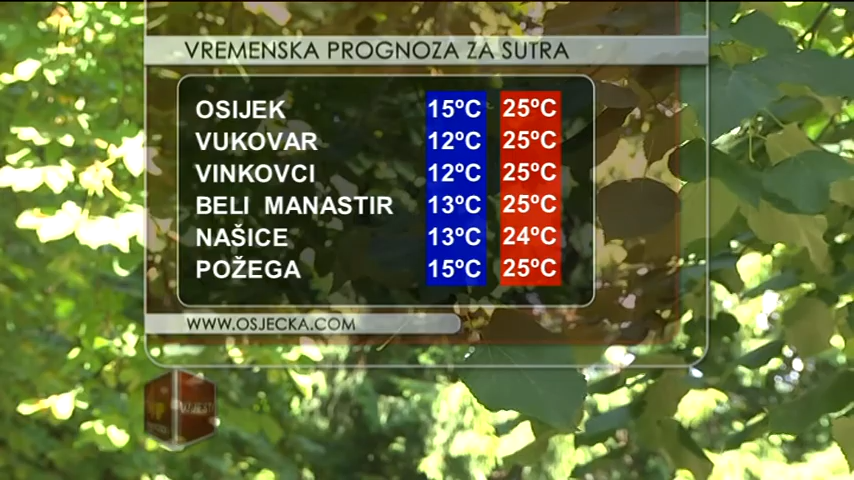 VREMENSKA PROGNOZA ZA SUTRA
OSIJEK 15ºC 25ºC
VUKOVAR 12ºC 25ºC
VINKOVCI 12ºC 25ºC
BELI MANASTIR 13ºC 25ºC
NAŠICE 13ºC 24ºC
POŽEGA 15ºC 25ºC
WWW.OSJECKA.COM